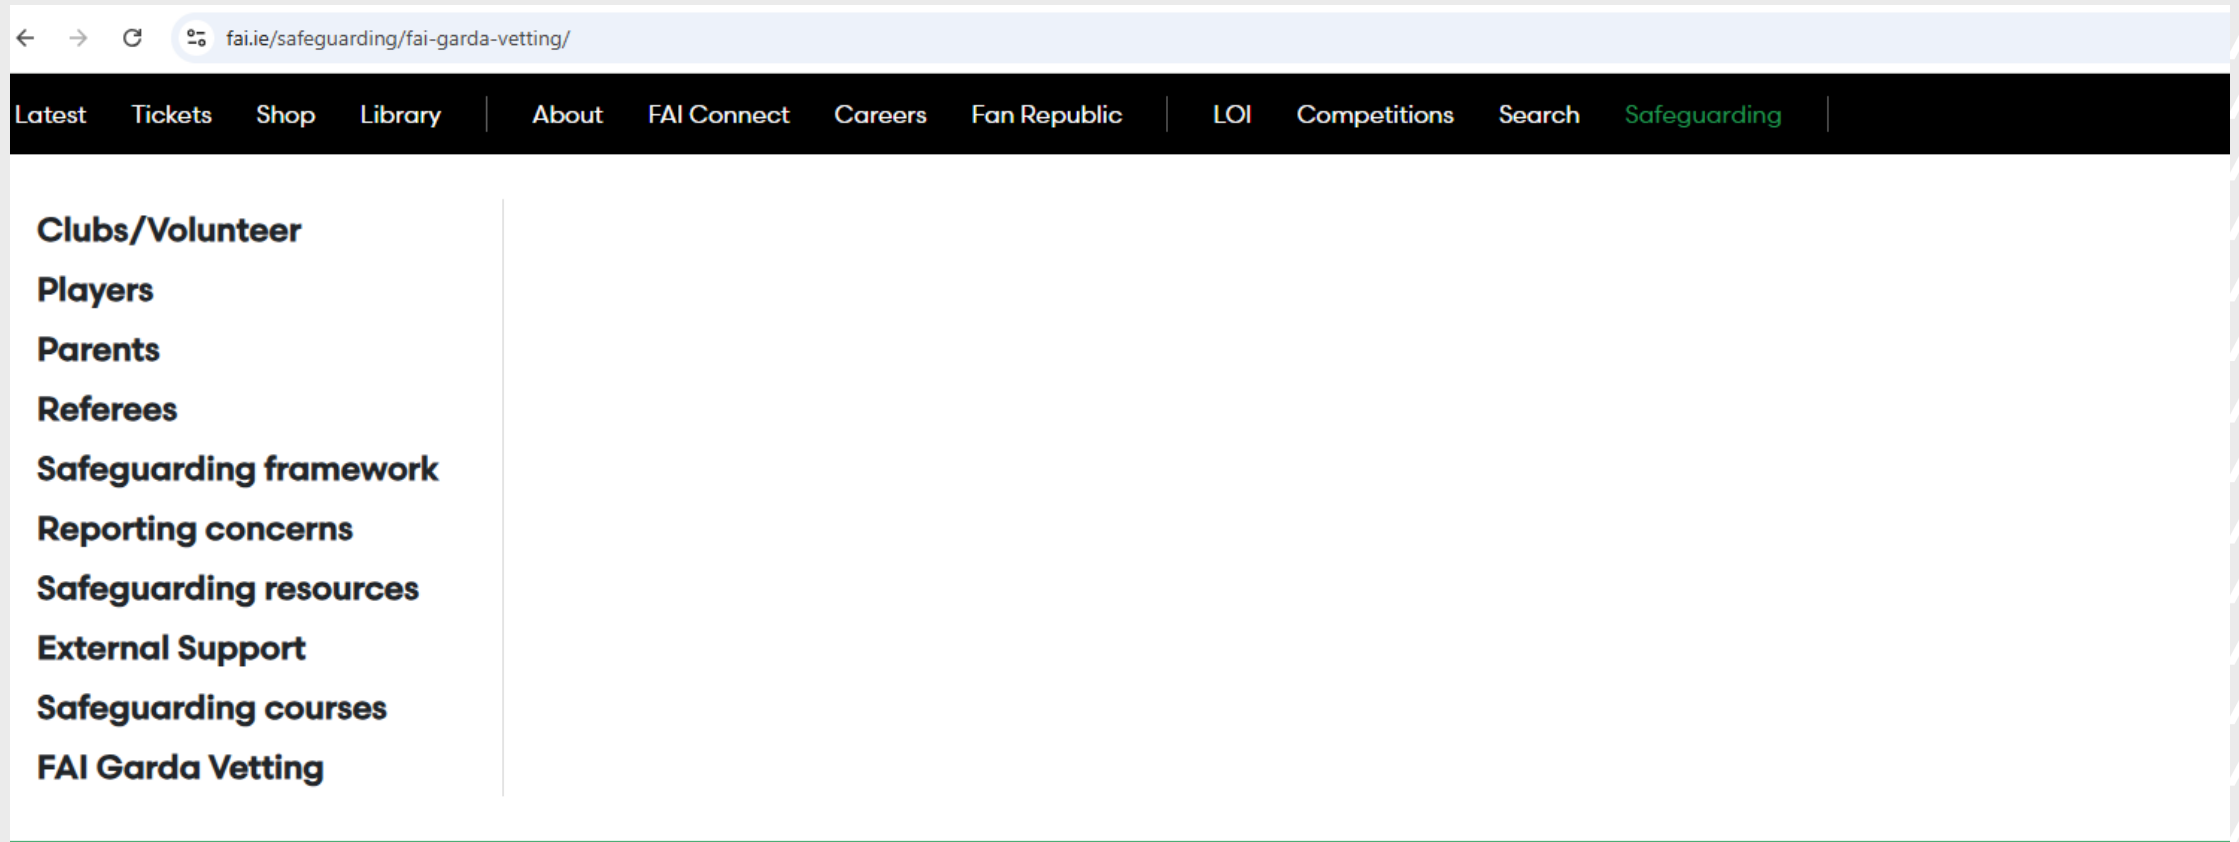 fai.ie/safeguarding/fai-garda-vetting/
Latest Tickets Shop Library About FAI Connect Careers Fan Republic LOI Competitions Search Safeguarding
Clubs/Volunteer
Players
Parents
Referees
Safeguarding framework
Reporting concerns
Safeguarding resources
External Support
Safeguarding courses
FAI Garda Vetting